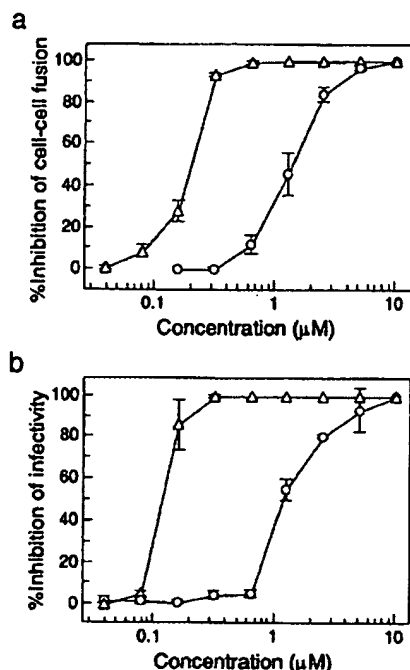 a
%Inhibition of cell-cell fusion
100
80
60
40
20
0
0.1 1 10
Concentration (μM)
b
%Inhibition of infectivity
100
80
60
40
20
0
0.1 1 10
Concentration (μM)